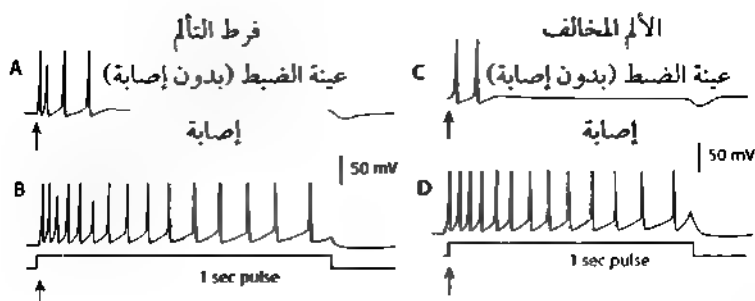 فرط التألم
الألم المخالف
A
عينة الضبط (بدون إصابة)
C
عينة الضبط (بدون إصابة)
إصابة
إصابة
50 mV
50 mV
B
D
1 sec pulse
1 sec pulse